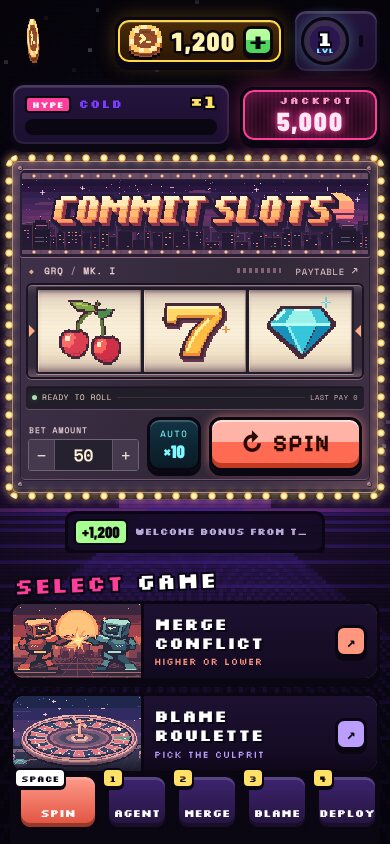 1,200 +
1
LVL
HYPE COLD ×1
JACKPOT
5,000
COMMIT SLOTS
GRQ / MK. I
PAYTABLE ↗
READY TO ROLL
LAST PAY 0
BET AMOUNT
− 50 +
AUTO
×10
SPIN
+1,200 WELCOME BONUS FROM T…
SELECT GAME
MERGE
CONFLICT
HIGHER OR LOWER
↗
BLAME
ROULETTE
PICK THE CULPRIT
↗
SPACE 1 2 3 4
SPIN AGENT MERGE BLAME DEPLOY